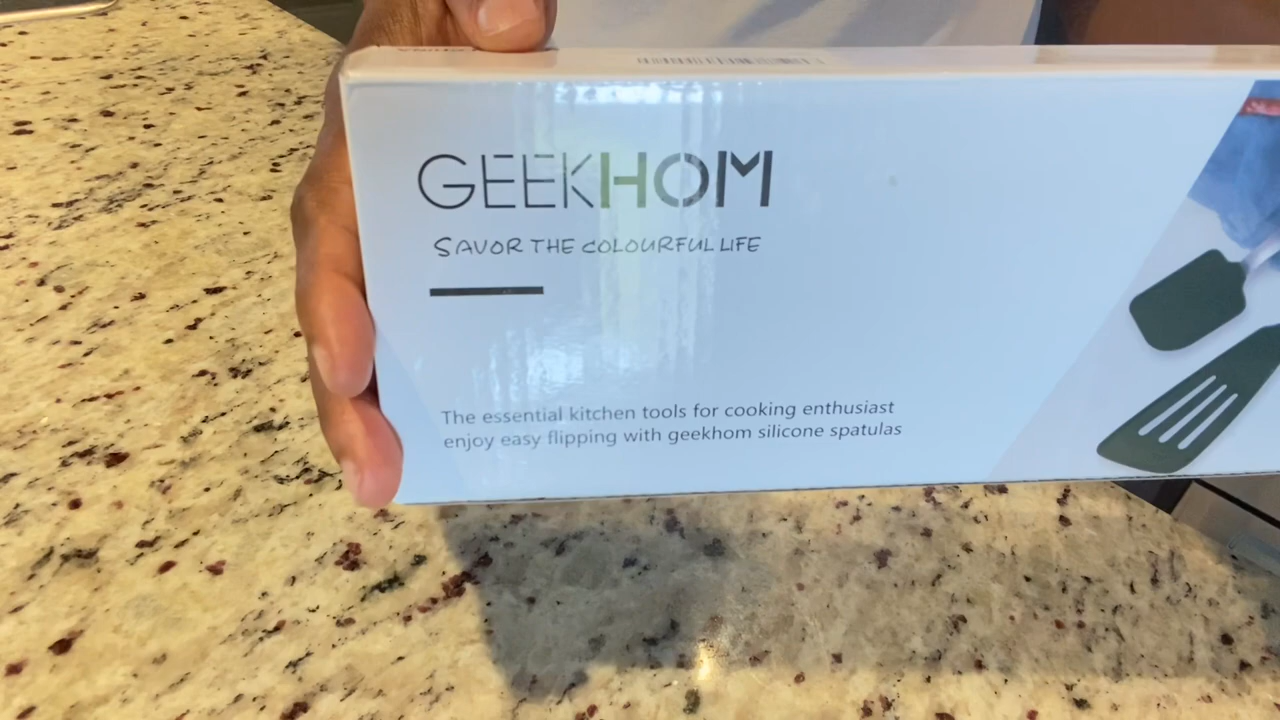 GEEKHOM
SAVOR THE COLOURFUL LIFE
The essential kitchen tools for cooking enthusiast
enjoy easy flipping with geekhom silicone spatulas